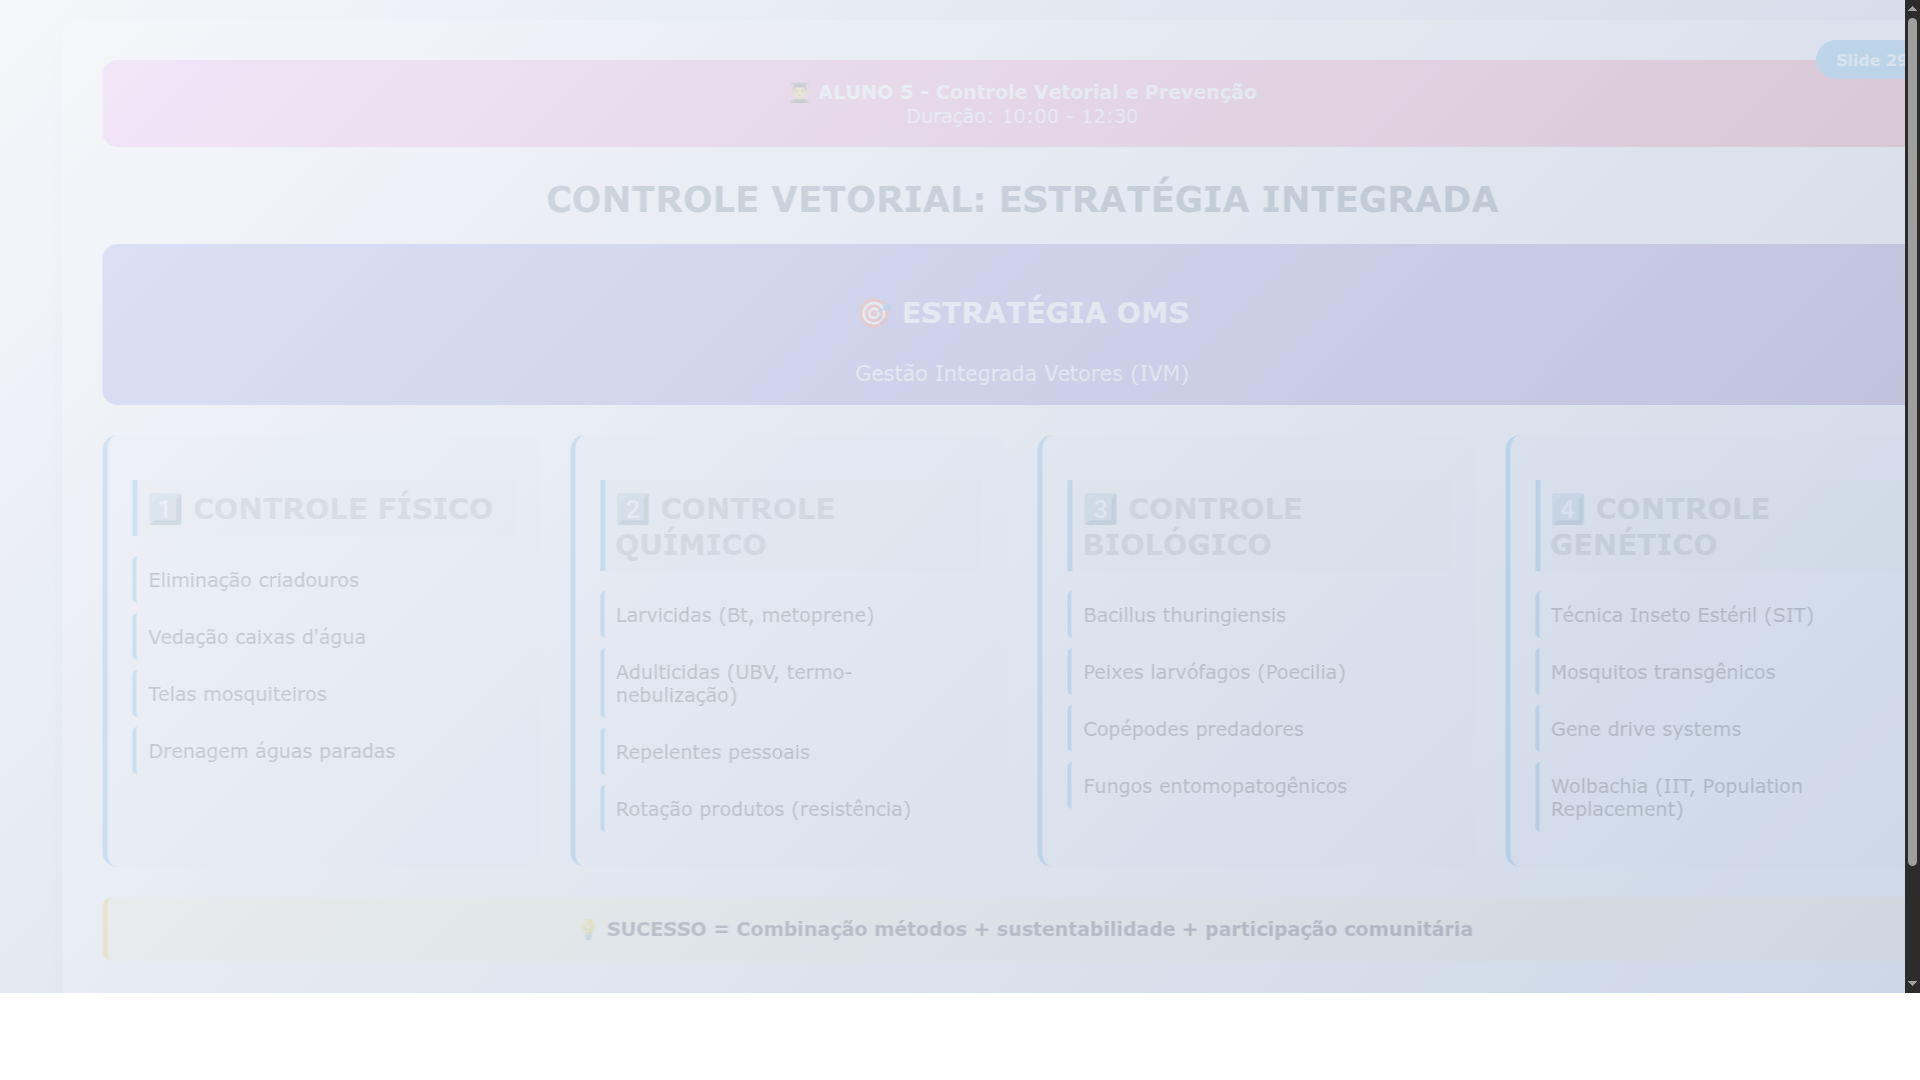 Slide 29
👨‍🎓 ALUNO 5 - Controle Vetorial e Prevenção
Duração: 10:00 - 12:30
CONTROLE VETORIAL: ESTRATÉGIA INTEGRADA
🎯 ESTRATÉGIA OMS
Gestão Integrada Vetores (IVM)
1️⃣ CONTROLE FÍSICO
Eliminação criadouros
Vedação caixas d'água
Telas mosquiteiros
Drenagem águas paradas
2️⃣ CONTROLE
QUÍMICO
Larvicidas (Bt, metoprene)
Adulticidas (UBV, termo-
nebulização)
Repelentes pessoais
Rotação produtos (resistência)
3️⃣ CONTROLE
BIOLÓGICO
Bacillus thuringiensis
Peixes larvófagos (Poecilia)
Copépodes predadores
Fungos entomopatogênicos
4️⃣ CONTROLE
GENÉTICO
Técnica Inseto Estéril (SIT)
Mosquitos transgênicos
Gene drive systems
Wolbachia (IIT, Population
Replacement)
💡 SUCESSO = Combinação métodos + sustentabilidade + participação comunitária